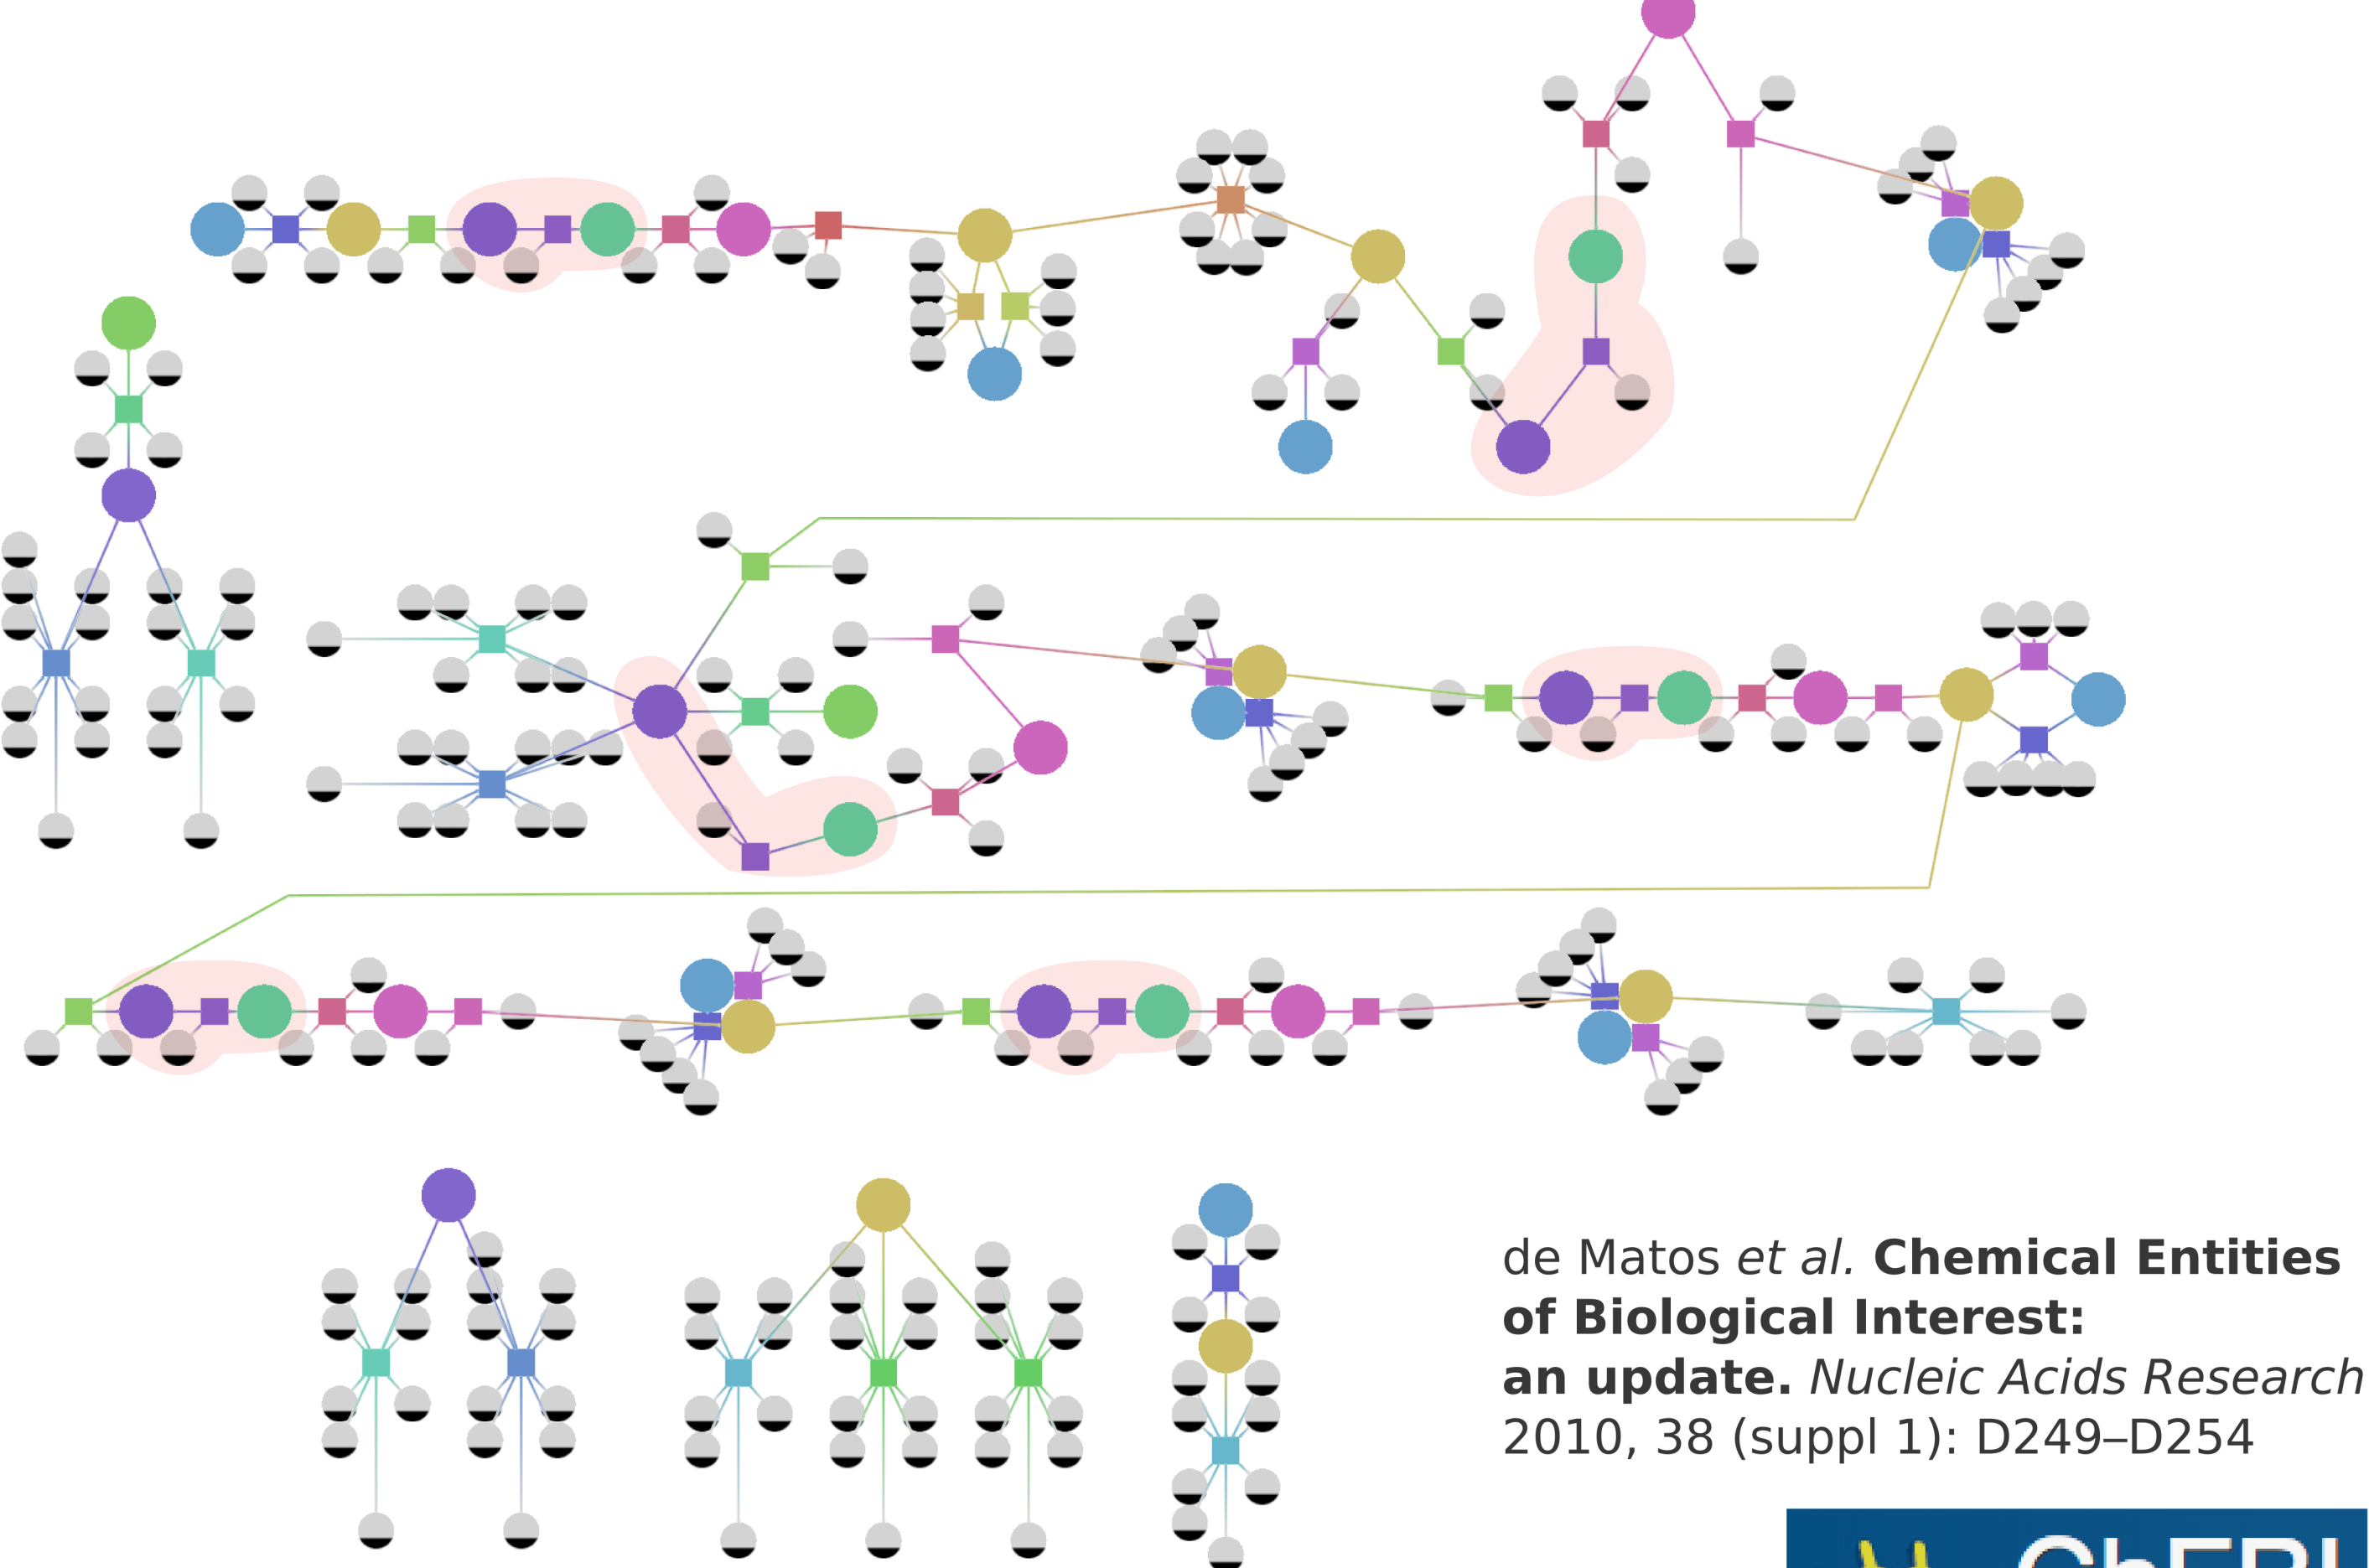 de Matos et al. Chemical Entities
of Biological Interest:
an update. Nucleic Acids Research
2010, 38 (suppl 1): D249–D254
ChEBI